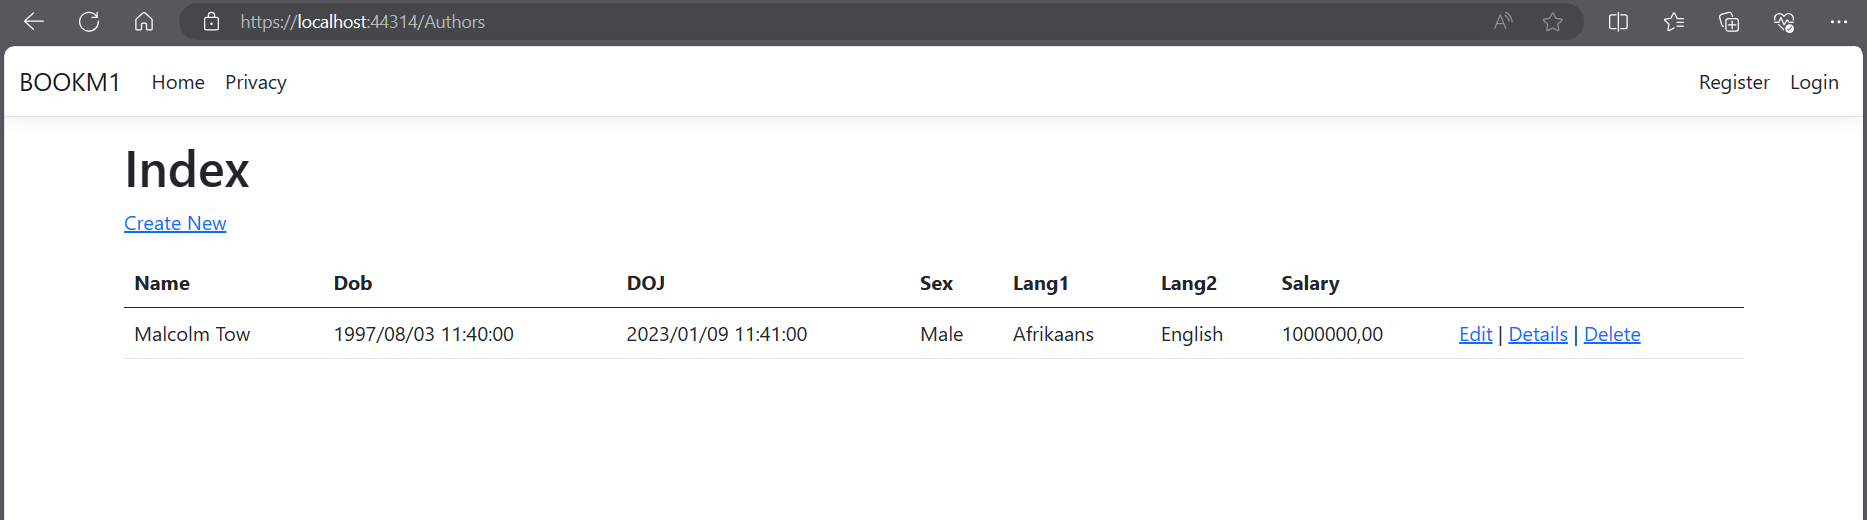 https://localhost:44314/Authors
BOOKM1 Home Privacy Register Login
Index
Create New
Name Dob DOJ Sex Lang1 Lang2 Salary
Malcolm Tow 1997/08/03 11:40:00 2023/01/09 11:41:00 Male Afrikaans English 1000000,00 Edit | Details | Delete